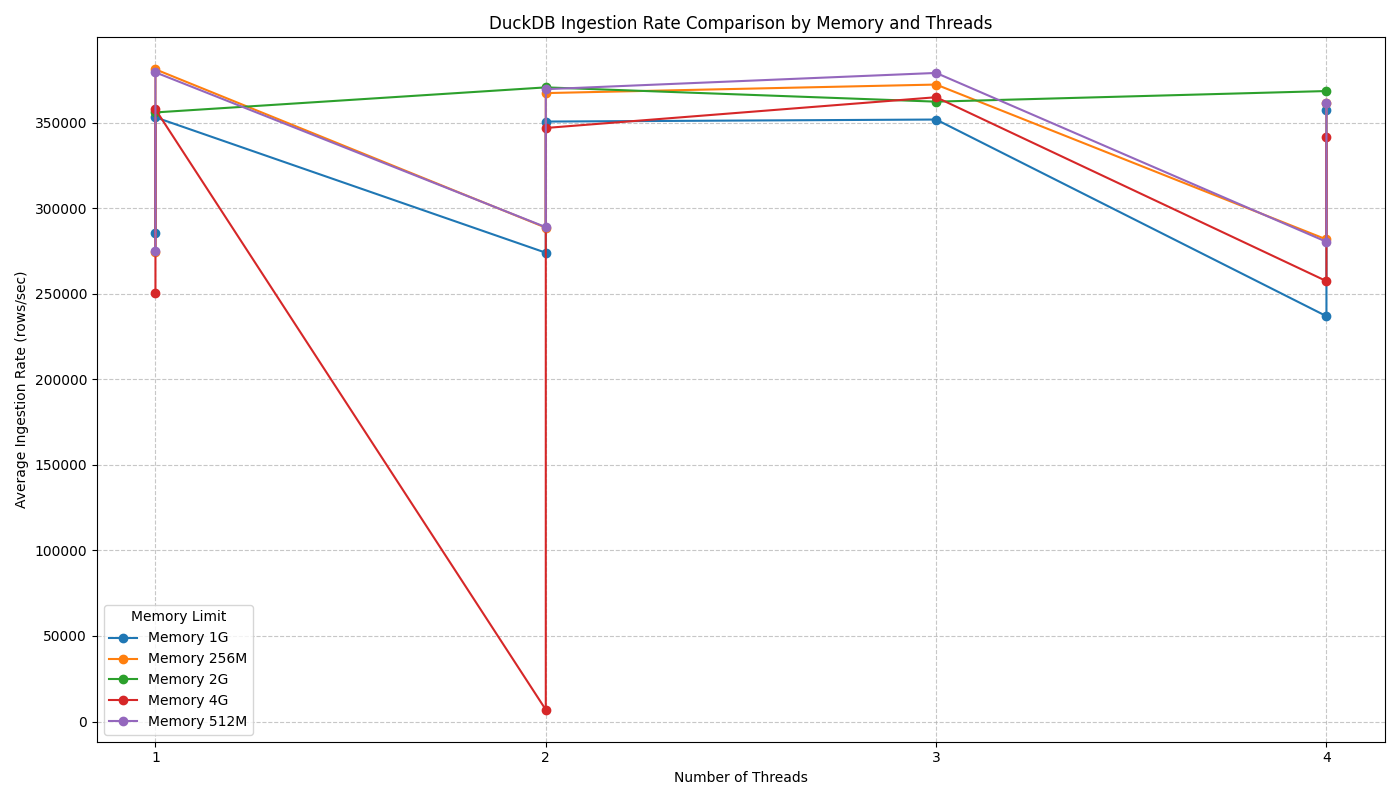 DuckDB Ingestion Rate Comparison by Memory and Threads
Average Ingestion Rate (rows/sec)
350000
300000
250000
200000
150000
100000
50000
0
Memory Limit
Memory 1G
Memory 256M
Memory 2G
Memory 4G
Memory 512M
1
2
3
4
Number of Threads